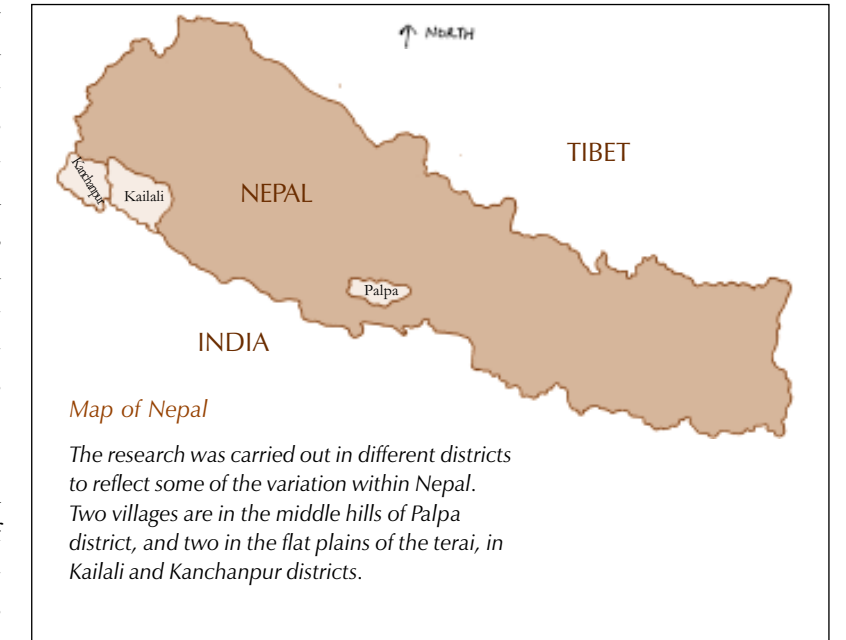 ↑ NORTH
TIBET
Kanchanpur
Kailali
NEPAL
Palpa
INDIA
Map of Nepal
The research was carried out in different districts
to reflect some of the variation within Nepal.
Two villages are in the middle hills of Palpa
district, and two in the flat plains of the terai, in
Kailali and Kanchanpur districts.